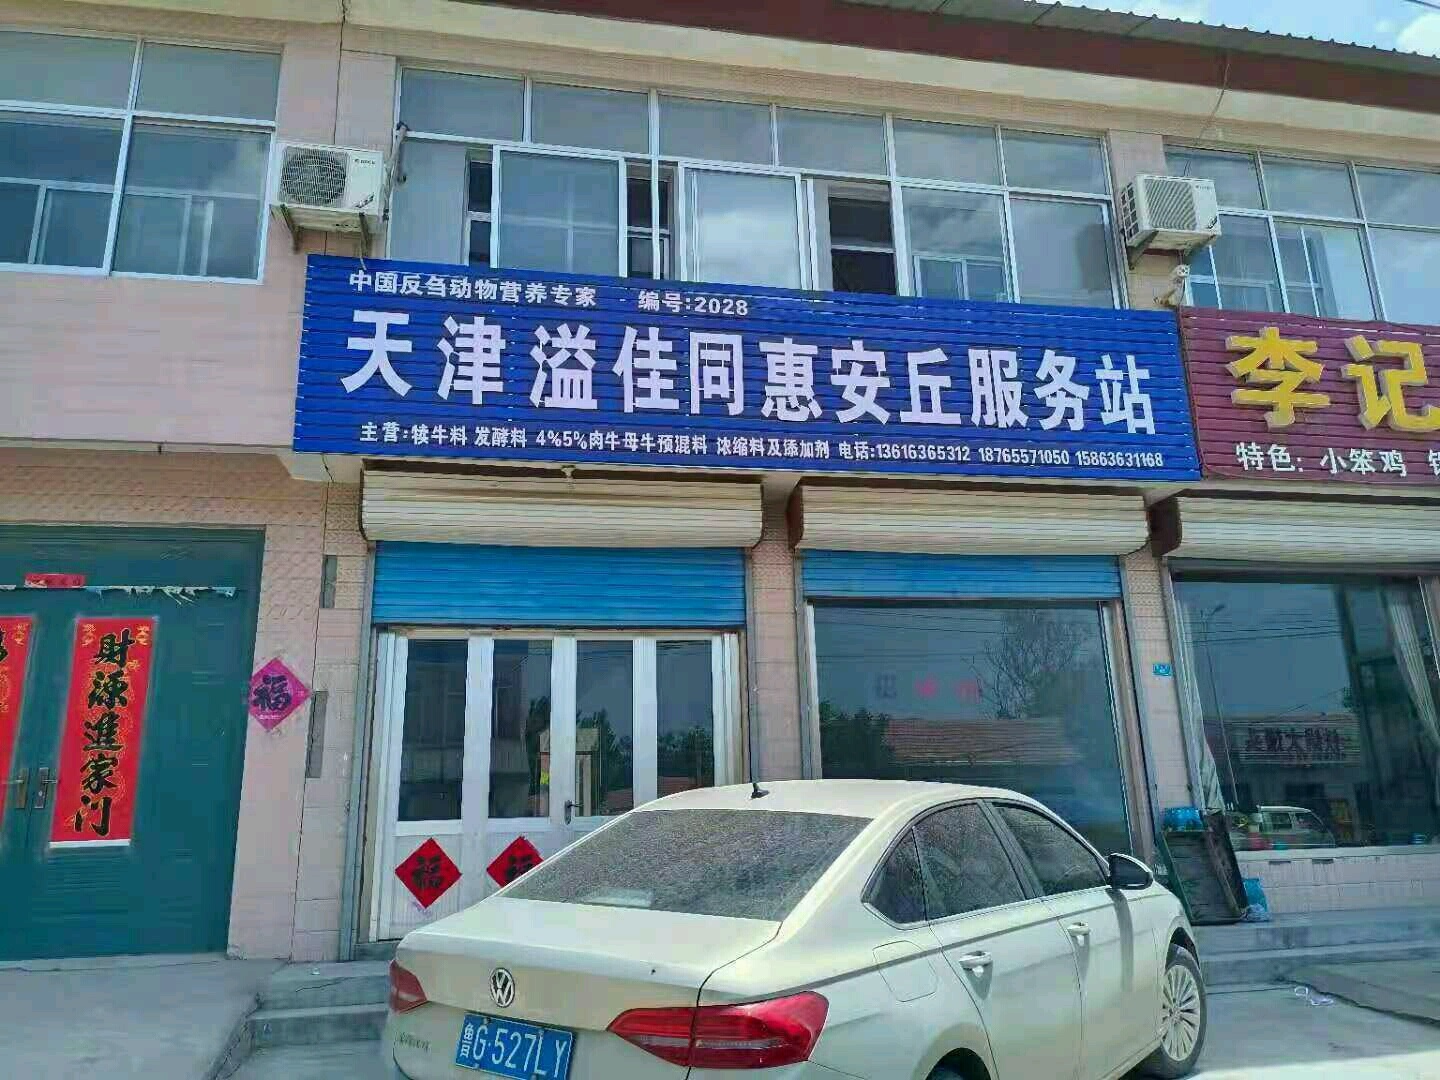 中国反刍动物营养专家 编号:2028
天津溢佳同惠安丘服务站
主营:犊牛料 发酵料 4%5%肉牛母牛预混料 浓缩料及添加剂 电话:13616365312 18765571050 15863631168
李记
特色: 小笨鸡
财源進家门
福
福
福
鲁G·527LY